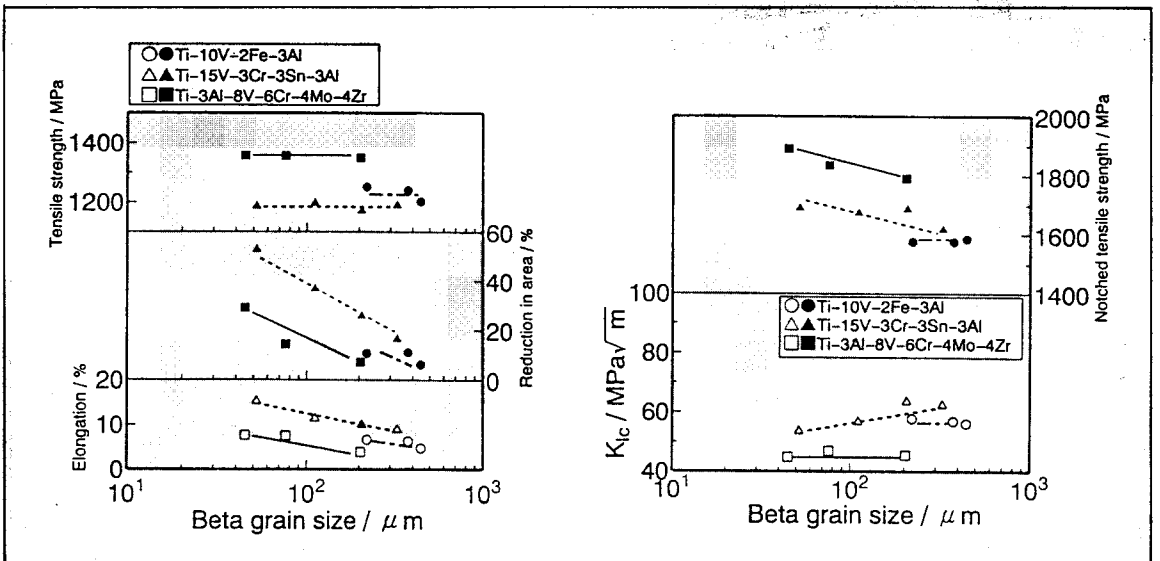 ○●Ti-10V-2Fe-3Al
△▲Ti-15V-3Cr-3Sn-3Al
□■Ti-3Al-8V-6Cr-4Mo-4Zr
Tensile strength / MPa
1400
1200
Reduction in area / %
60
40
20
0
Elongation / %
20
10
0
10¹ 10² 10³
Beta grain size / μm
Notched tensile strength / MPa
2000
1800
1600
1400
○●Ti-10V-2Fe-3Al
△▲Ti-15V-3Cr-3Sn-3Al
□■Ti-3Al-8V-6Cr-4Mo-4Zr
K_Ic / MPa√m
100
80
60
40
10¹ 10² 10³
Beta grain size / μm